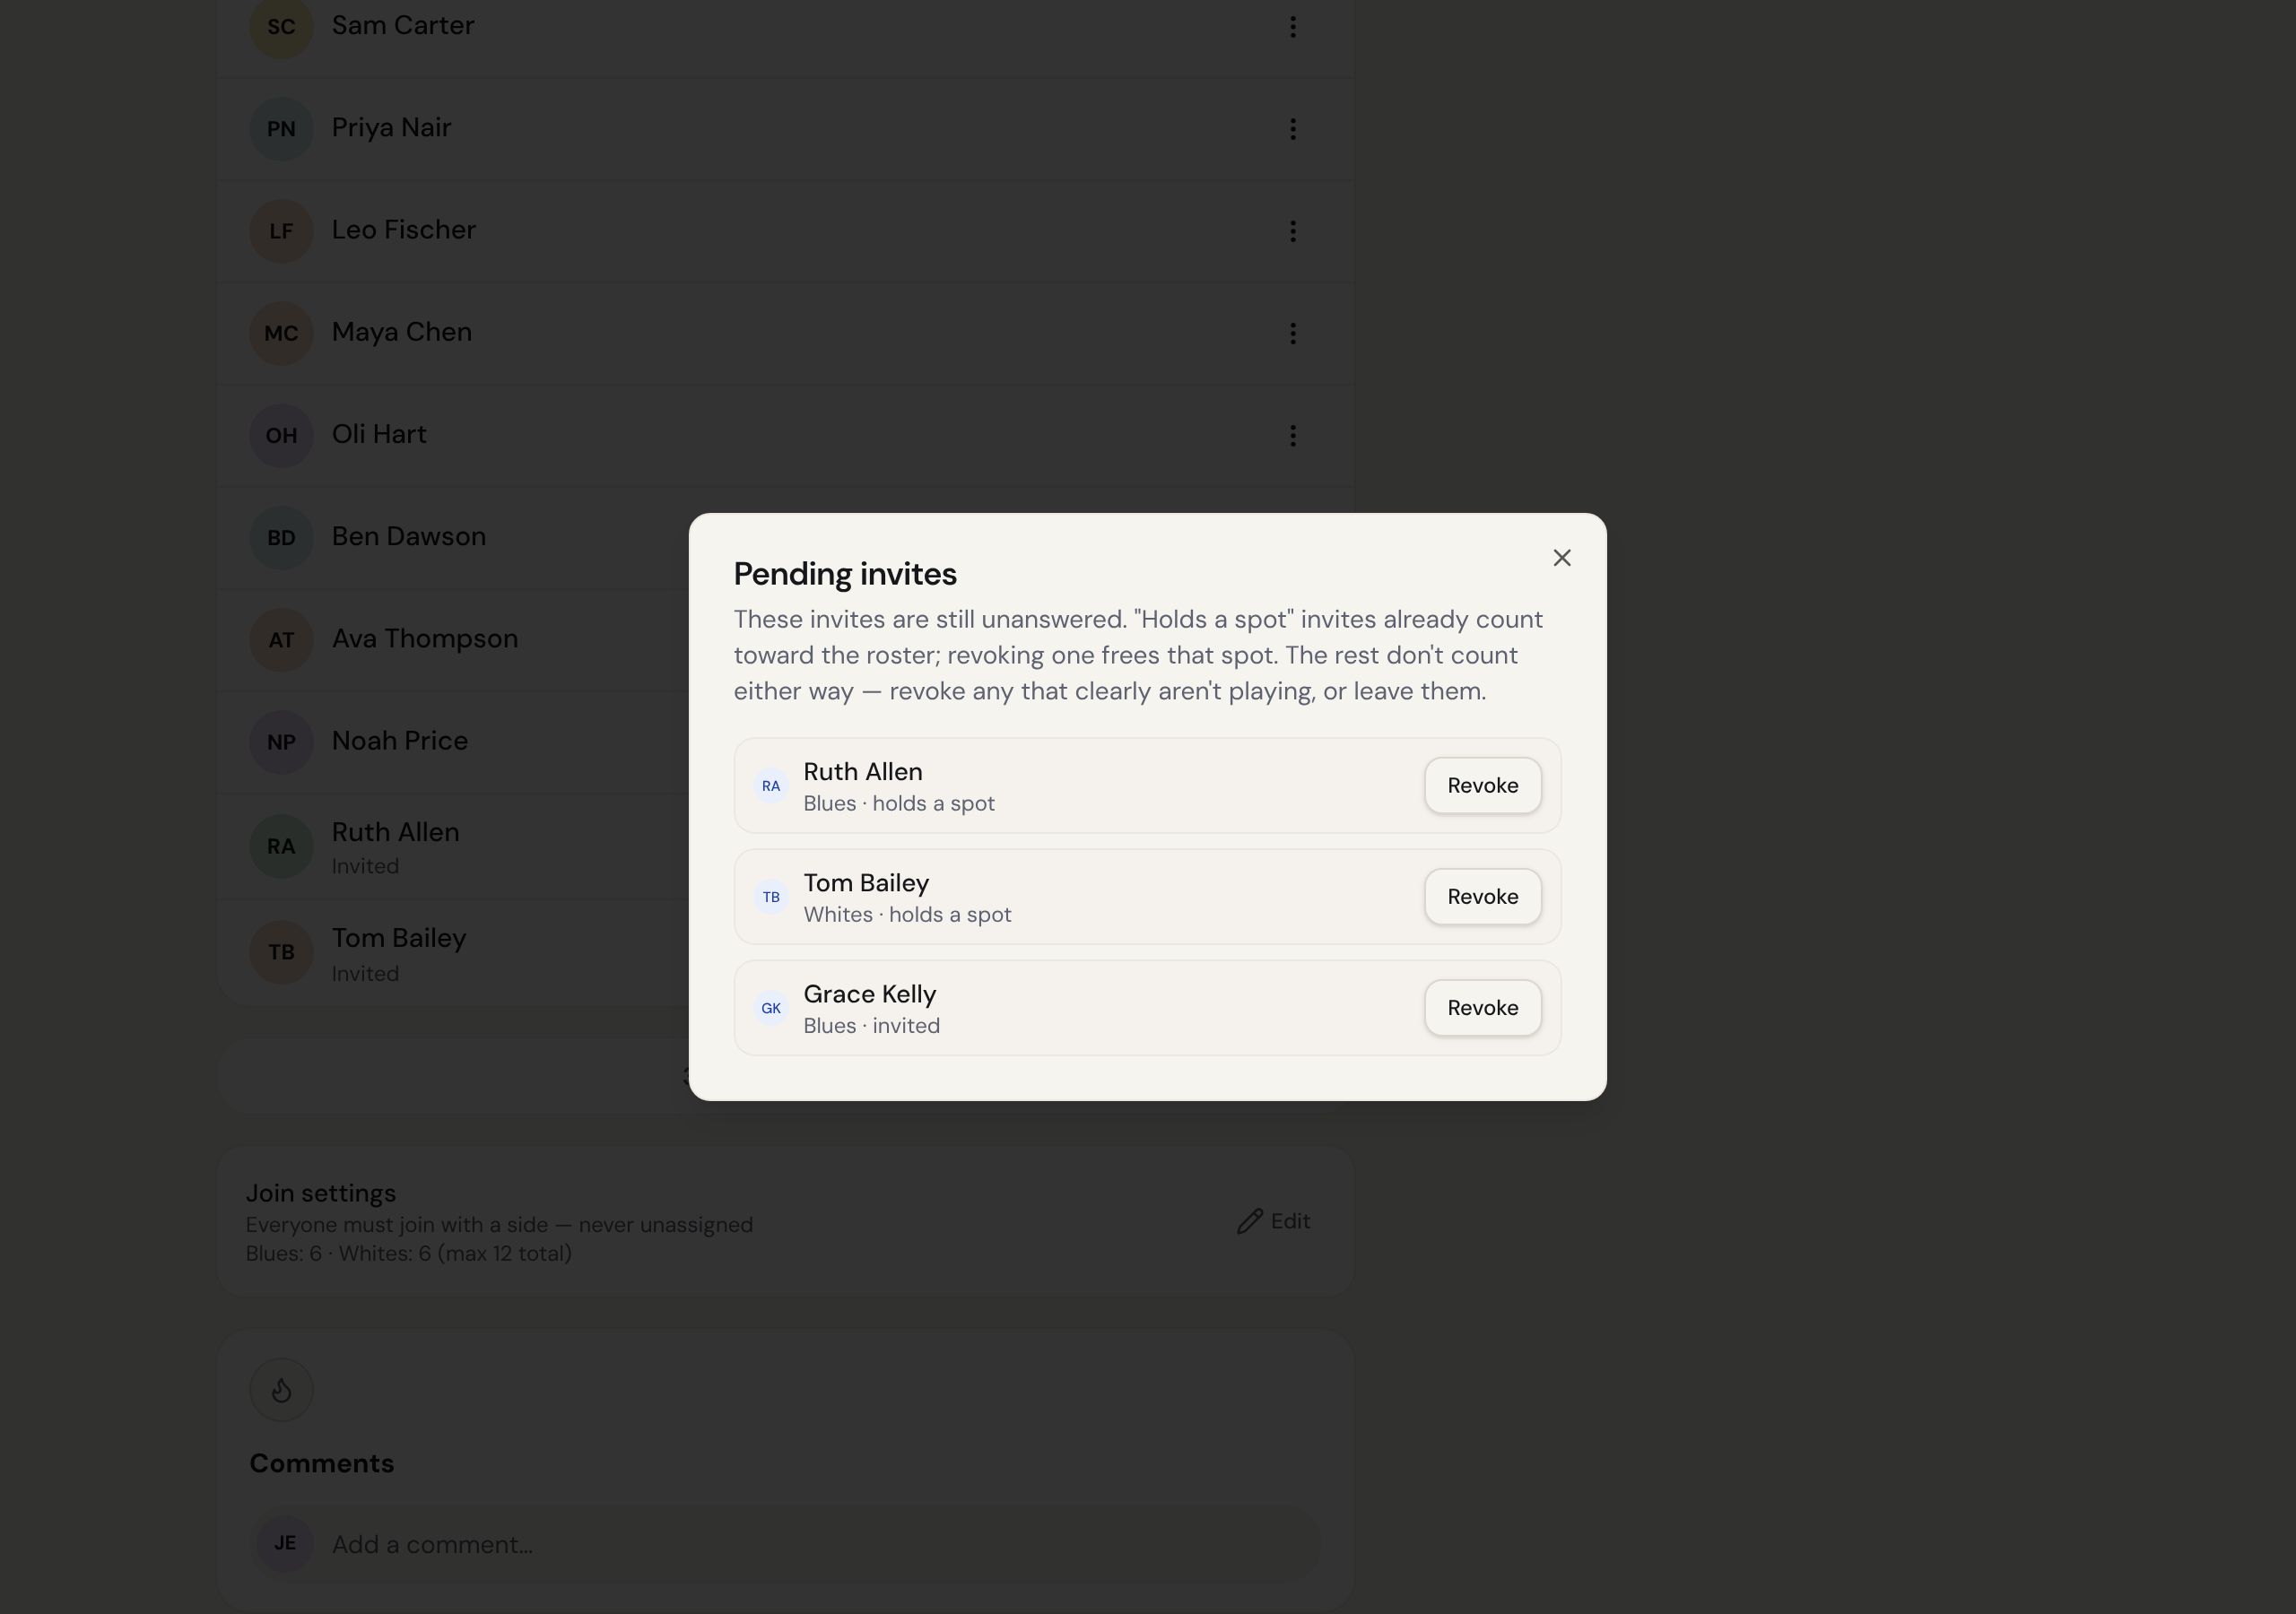 SC Sam Carter
PN Priya Nair
LF Leo Fischer
MC Maya Chen
OH Oli Hart
BD Ben Dawson
AT Ava Thompson
NP Noah Price
RA Ruth Allen
Invited
TB Tom Bailey
Invited
Pending invites
These invites are still unanswered. "Holds a spot" invites already count
toward the roster; revoking one frees that spot. The rest don't count
either way — revoke any that clearly aren't playing, or leave them.
RA Ruth Allen
Blues · holds a spot
Revoke
TB Tom Bailey
Whites · holds a spot
Revoke
GK Grace Kelly
Blues · invited
Revoke
Join settings
Everyone must join with a side — never unassigned
Blues: 6 · Whites: 6 (max 12 total)
Edit
Comments
JE Add a comment...